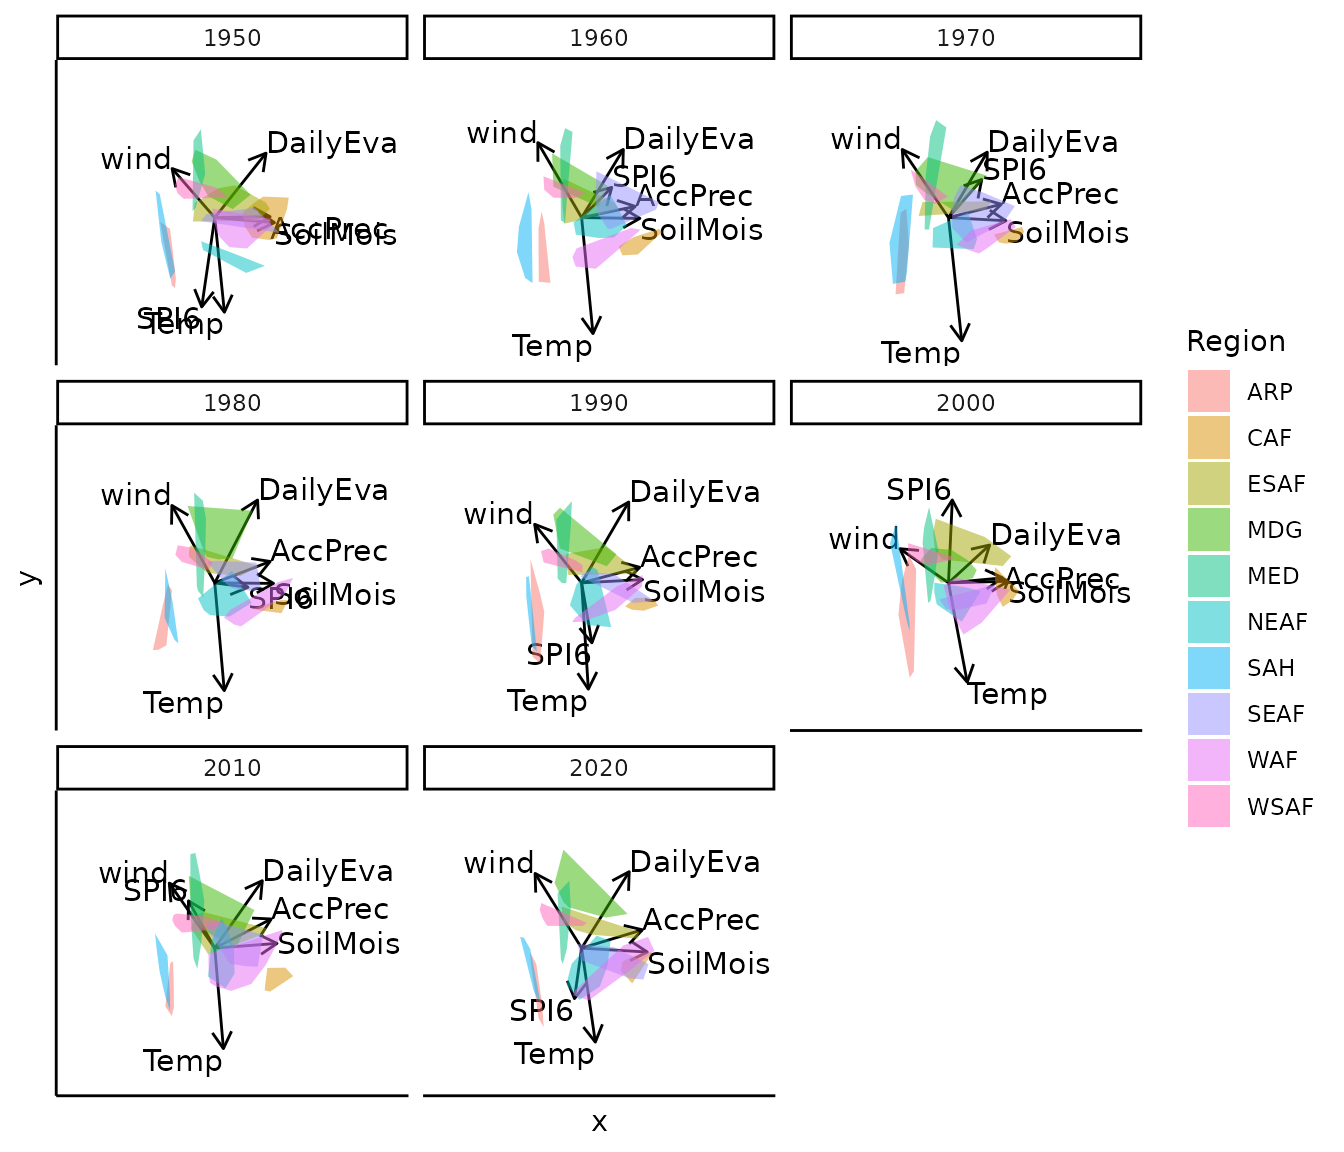 1950
1960
1970
wind
DailyEva
AccPrec
SoilMois
SPI6
Temp
wind
DailyEva
SPI6
AccPrec
SoilMois
Temp
wind
DailyEva
SPI6
AccPrec
SoilMois
Temp
1980
1990
2000
wind
DailyEva
AccPrec
SPI6
SoilMois
Temp
wind
DailyEva
AccPrec
SoilMois
SPI6
Temp
SPI6
wind
DailyEva
AccPrec
SoilMois
Temp
2010
2020
wind
SPI6
DailyEva
AccPrec
SoilMois
Temp
wind
DailyEva
AccPrec
SoilMois
SPI6
Temp
y
x
Region
ARP
CAF
ESAF
MDG
MED
NEAF
SAH
SEAF
WAF
WSAF